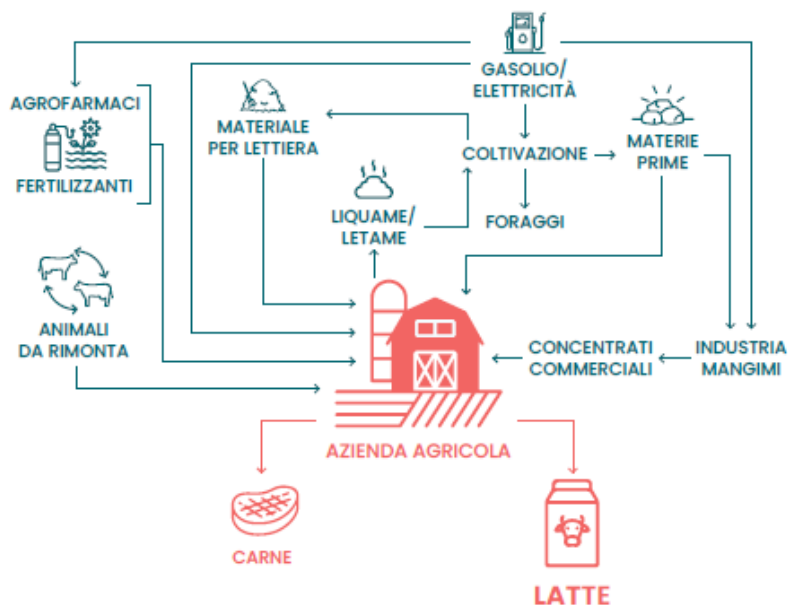 GASOLIO/
ELETTRICITÀ
AGROFARMACI
FERTILIZZANTI
MATERIALE
PER LETTIERA
COLTIVAZIONE
MATERIE
PRIME
LIQUAME/
LETAME
FORAGGI
ANIMALI
DA RIMONTA
CONCENTRATI
COMMERCIALI
INDUSTRIA
MANGIMI
AZIENDA AGRICOLA
CARNE
LATTE